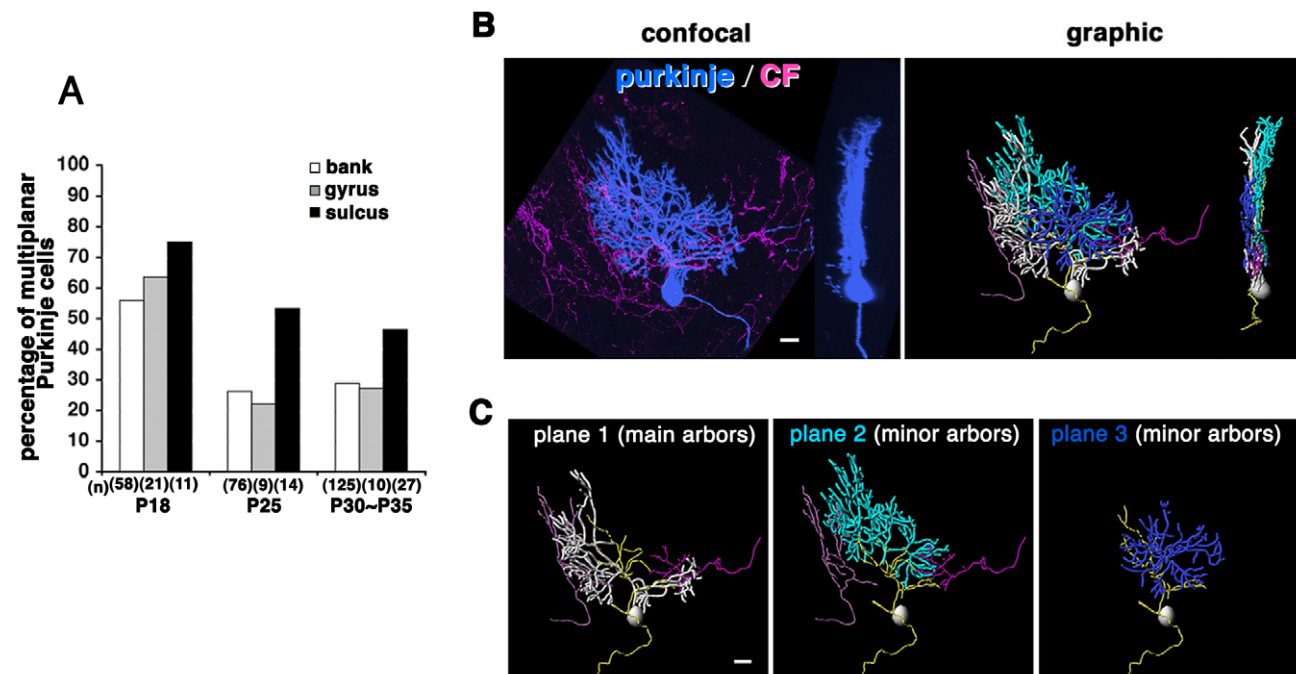 A
percentage of multiplanar
Purkinje cells
100
90
80
70
60
50
40
30
20
10
0
bank
gyrus
sulcus
(n) (58)(21)(11) (76)(9)(14) (125)(10)(27)
P18 P25 P30~P35
B
confocal graphic
purkinje / CF
C
plane 1 (main arbors) plane 2 (minor arbors) plane 3 (minor arbors)